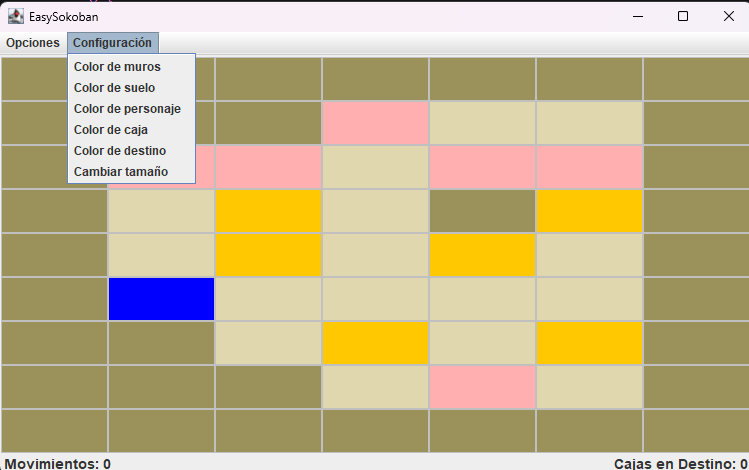 EasySokoban
Opciones Configuración
Color de muros
Color de suelo
Color de personaje
Color de caja
Color de destino
Cambiar tamaño
Movimientos: 0 Cajas en Destino: 0